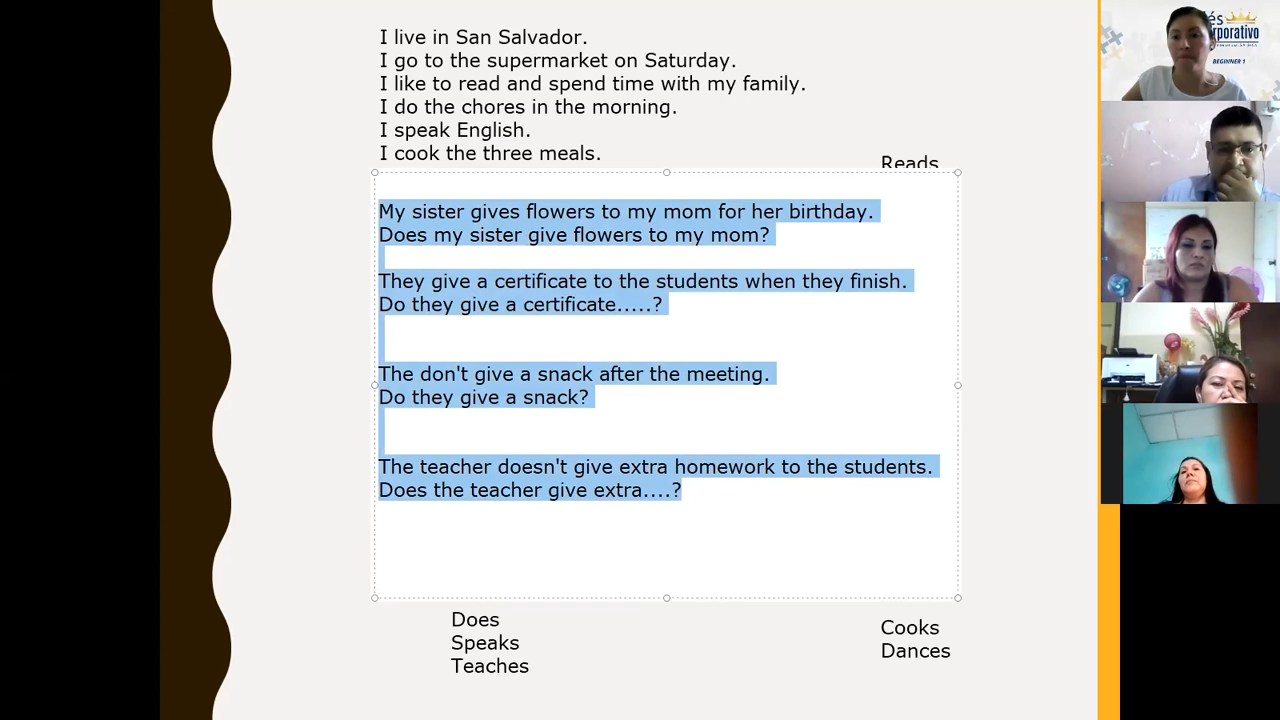 I live in San Salvador.
I go to the supermarket on Saturday.
I like to read and spend time with my family.
I do the chores in the morning.
I speak English.
I cook the three meals.
Reads
My sister gives flowers to my mom for her birthday.
Does my sister give flowers to my mom?
They give a certificate to the students when they finish.
Do they give a certificate.....?
The don't give a snack after the meeting.
Do they give a snack?
The teacher doesn't give extra homework to the students.
Does the teacher give extra....?
Does
Speaks
Teaches
Cooks
Dances
BEGINNER 1